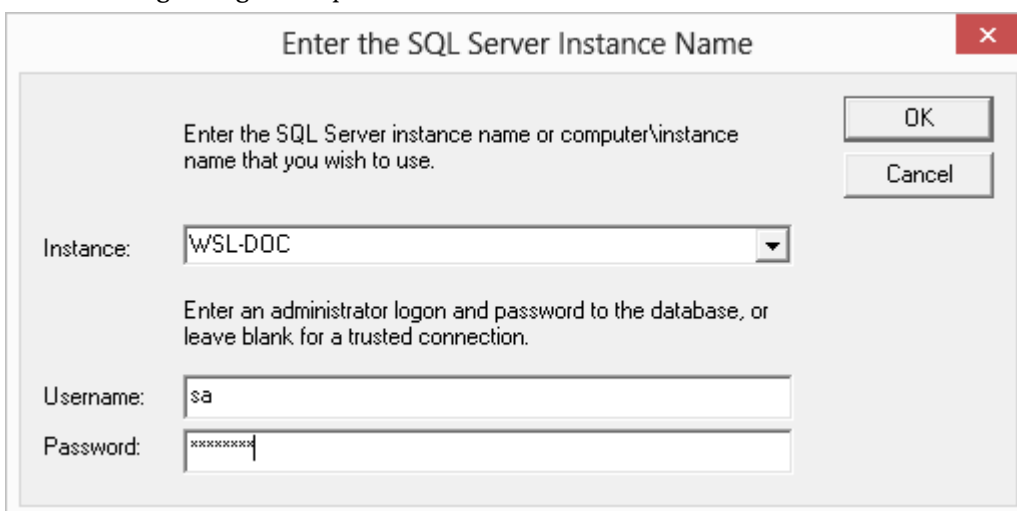 Enter the SQL Server Instance Name
×
Enter the SQL Server instance name or computer\instance
name that you wish to use.
OK
Cancel
Instance:
WSL-DOC
Enter an administrator logon and password to the database, or
leave blank for a trusted connection.
Username:
sa
Password:
********